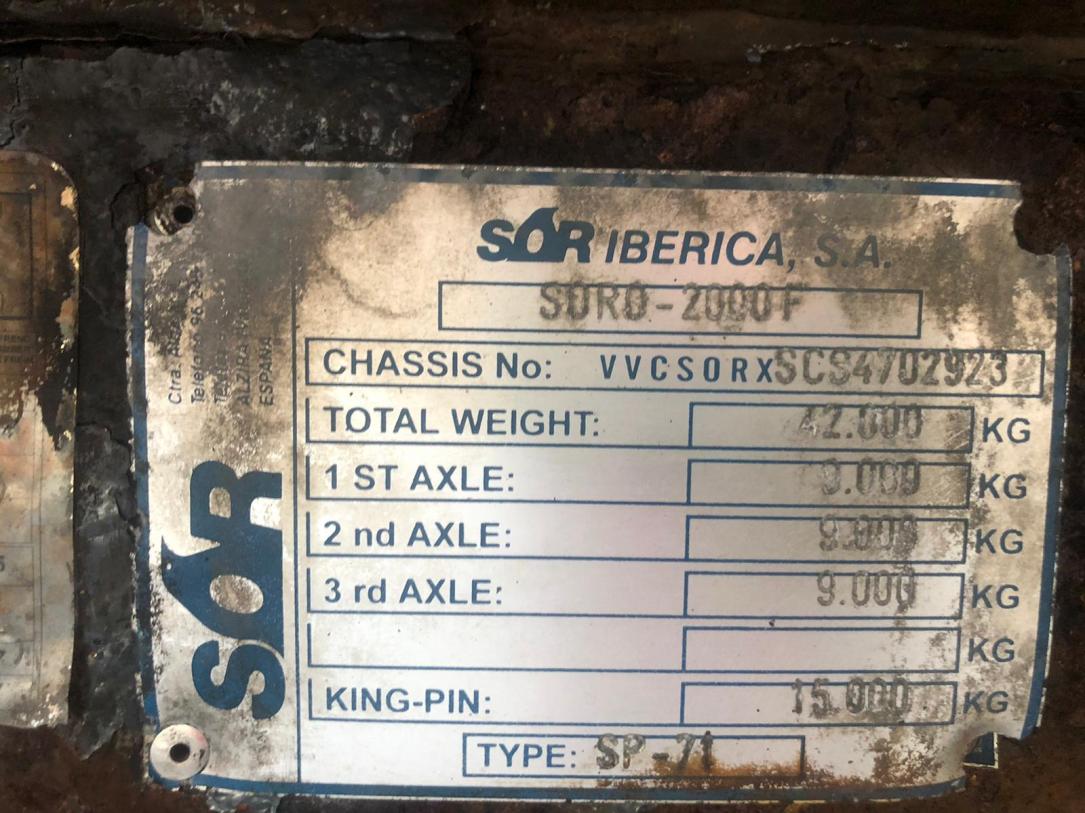 SOR IBERICA, S.A.
SORO-2000F
CHASSIS No: VVCSORXSCS4702923
TOTAL WEIGHT: 42.000 KG
1 ST AXLE: 9.000 KG
2 nd AXLE: 9.000 KG
3 rd AXLE: 9.000 KG
KG
KING-PIN: 15.000 KG
TYPE: SP-71
SOR
ALZIRA
ESPAÑA